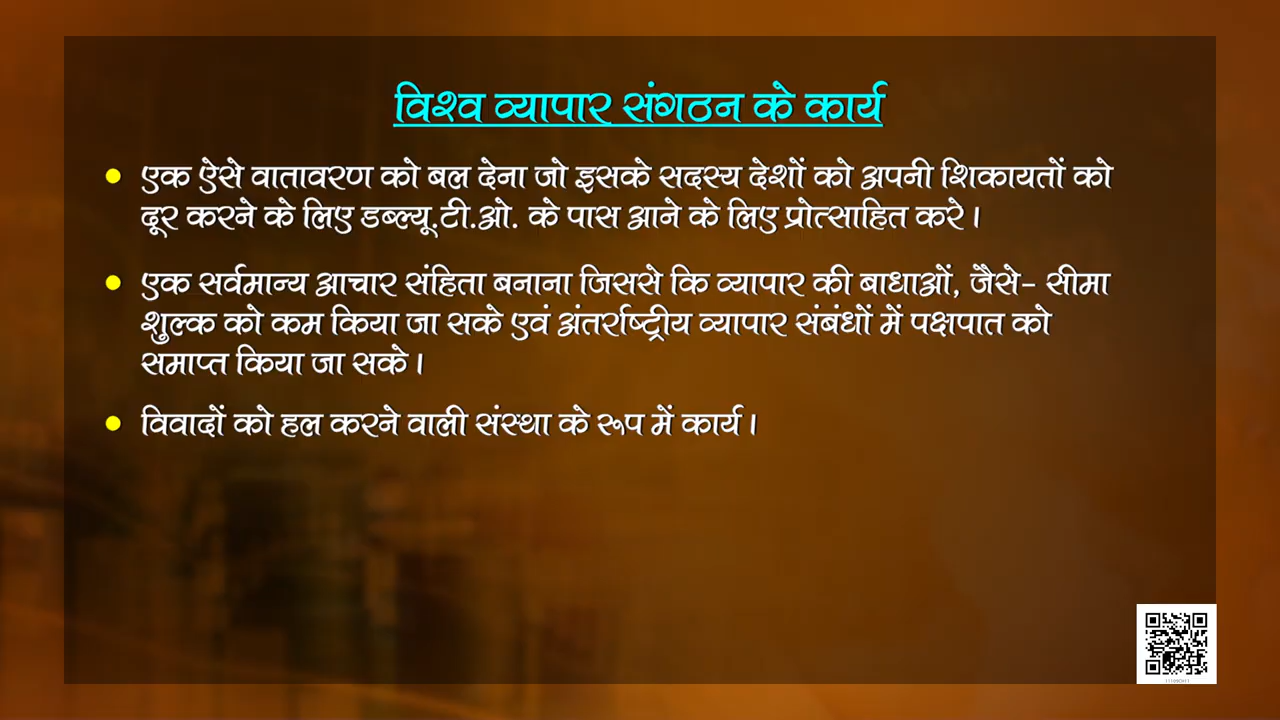 विश्व व्यापार संगठन के कार्य
• एक ऐसे वातावरण को बल देना जो इसके सदस्य देशों को अपनी शिकायतों को
दूर करने के लिए डब्ल्यू.टी.ओ. के पास आने के लिए प्रोत्साहित करे।
• एक सर्वमान्य आचार संहिता बनाना जिससे कि व्यापार की बाधाओं, जैसे- सीमा
शुल्क को कम किया जा सके एवं अंतर्राष्ट्रीय व्यापार संबंधों में पक्षपात को
समाप्त किया जा सके।
• विवादों को हल करने वाली संस्था के रूप में कार्य।